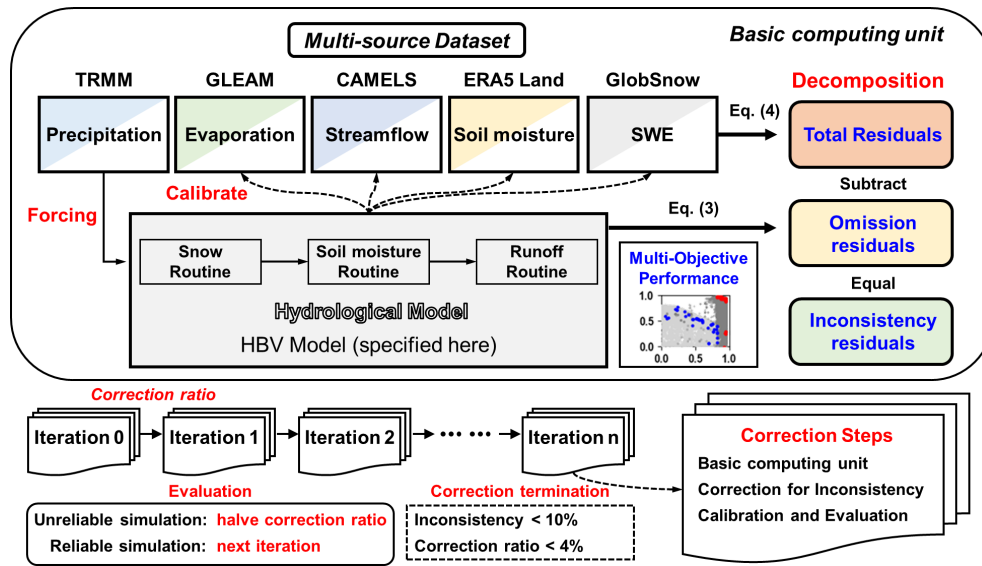 Multi-source Dataset
Basic computing unit
TRMM
GLEAM
CAMELS
ERA5 Land
GlobSnow
Decomposition
Precipitation
Evaporation
Streamflow
Soil moisture
SWE
Eq. (4)
Total Residuals
Subtract
Calibrate
Forcing
Eq. (3)
Omission
residuals
Snow
Routine
Soil moisture
Routine
Runoff
Routine
Multi-Objective
Performance
1.0
0.5
0.0
0.0
0.5
1.0
Equal
Inconsistency
residuals
Hydrological Model
HBV Model (specified here)
Correction ratio
Iteration 0
Iteration 1
Iteration 2
... ...
Iteration n
Correction Steps
Basic computing unit
Correction for Inconsistency
Calibration and Evaluation
Evaluation
Unreliable simulation: halve correction ratio
Reliable simulation: next iteration
Correction termination
Inconsistency < 10%
Correction ratio < 4%